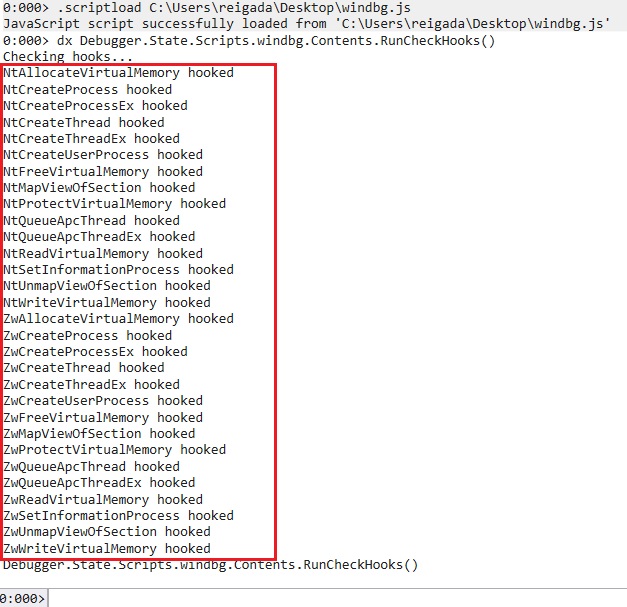 0:000> .scriptload C:\Users\reigada\Desktop\windbg.js
JavaScript script successfully loaded from 'C:\Users\reigada\Desktop\windbg.js'
0:000> dx Debugger.State.Scripts.windbg.Contents.RunCheckHooks()
Checking hooks...
NtAllocateVirtualMemory hooked
NtCreateProcess hooked
NtCreateProcessEx hooked
NtCreateThread hooked
NtCreateThreadEx hooked
NtCreateUserProcess hooked
NtFreeVirtualMemory hooked
NtMapViewOfSection hooked
NtProtectVirtualMemory hooked
NtQueueApcThread hooked
NtQueueApcThreadEx hooked
NtReadVirtualMemory hooked
NtSetInformationProcess hooked
NtUnmapViewOfSection hooked
NtWriteVirtualMemory hooked
ZwAllocateVirtualMemory hooked
ZwCreateProcess hooked
ZwCreateProcessEx hooked
ZwCreateThread hooked
ZwCreateThreadEx hooked
ZwCreateUserProcess hooked
ZwFreeVirtualMemory hooked
ZwMapViewOfSection hooked
ZwProtectVirtualMemory hooked
ZwQueueApcThread hooked
ZwQueueApcThreadEx hooked
ZwReadVirtualMemory hooked
ZwSetInformationProcess hooked
ZwUnmapViewOfSection hooked
ZwWriteVirtualMemory hooked
Debugger.State.Scripts.windbg.Contents.RunCheckHooks()
0:000>